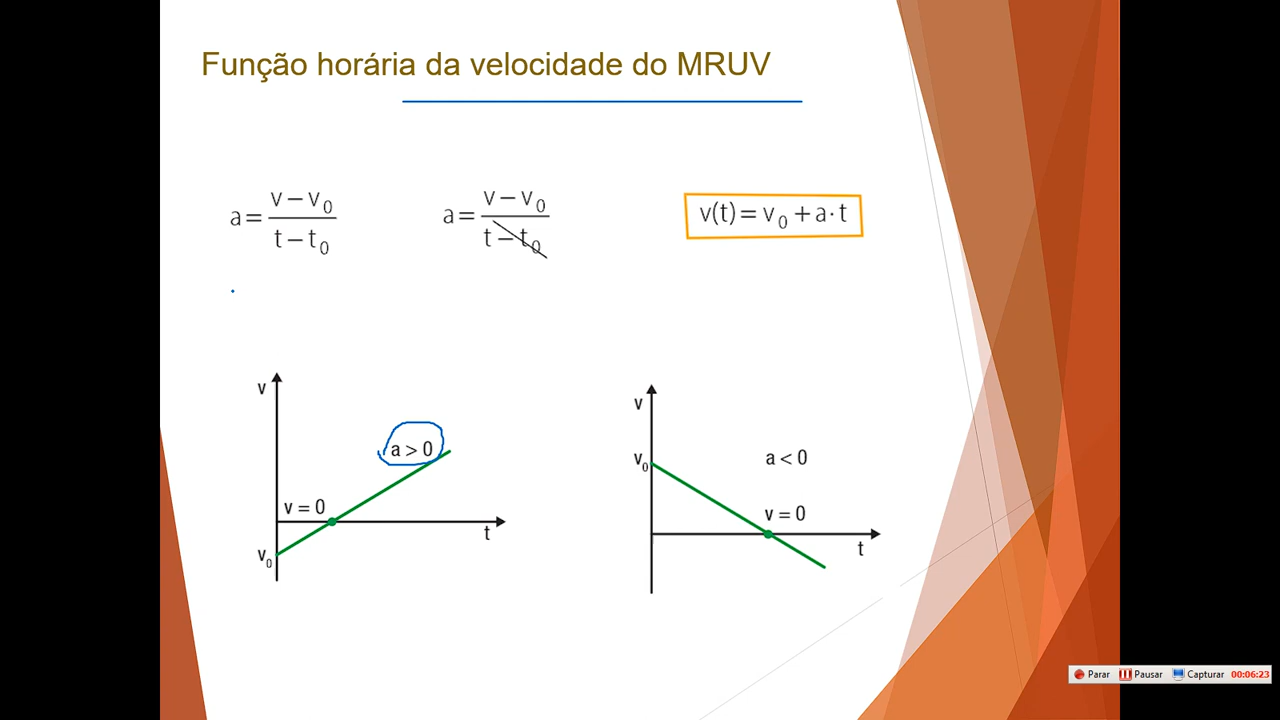 Função horária da velocidade do MRUV
a = v – v₀ / t – t₀
a = v – v₀ / t – t₀
v(t) = v₀ + a · t
v
a > 0
v = 0
t
v₀
v
v₀
a < 0
v = 0
t
Parar Pausar Capturar 00:06:23